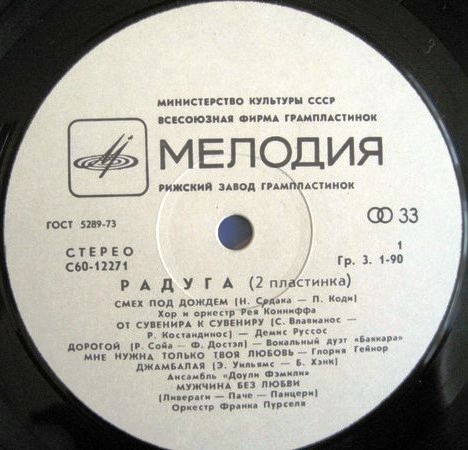 МИНИСТЕРСТВО КУЛЬТУРЫ СССР
ВСЕСОЮЗНАЯ ФИРМА ГРАМПЛАСТИНОК
МЕЛОДИЯ
РИЖСКИЙ ЗАВОД ГРАМПЛАСТИНОК
ГОСТ 5289-73
33
СТЕРЕО
С60-12271
1
Гр. 3. 1-90
РАДУГА (2 пластинка)
СМЕХ ПОД ДОЖДЕМ (Н. Седака — П. Коди)
Хор и оркестр Рея Конниффа
ОТ СУВЕНИРА К СУВЕНИРУ (С. Влавианос —
Р. Костандинос) — Демис Руссос
ДОРОГОЙ (Р. Сойа — Ф. Достэл) — Вокальный дуэт «Баккара»
МНЕ НУЖНА ТОЛЬКО ТВОЯ ЛЮБОВЬ — Глория Гейнор
ДЖАМБАЛАЯ (Э. Уильямс — Б. Хэнк)
Ансамбль «Доули Фэмили»
МУЖЧИНА БЕЗ ЛЮБВИ
(Ливераги — Паче — Панцери)
Оркестр Франка Пурселя